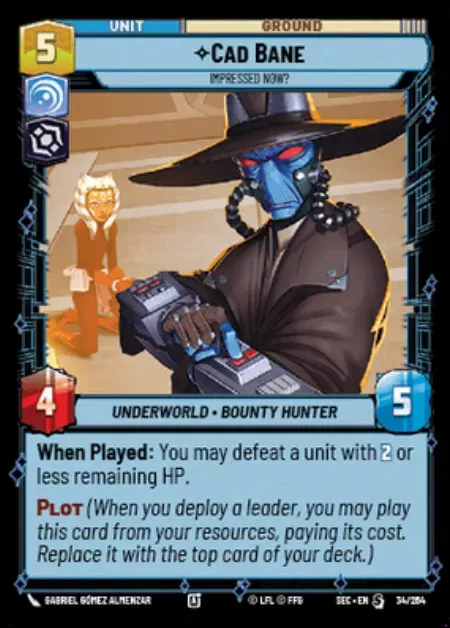 UNIT
GROUND
5
CAD BANE
IMPRESSED NOW?
4
UNDERWORLD • BOUNTY HUNTER
5
When Played: You may defeat a unit with 2 or
less remaining HP.
PLOT (When you deploy a leader, you may play
this card from your resources, paying its cost.
Replace it with the top card of your deck.)
GABRIEL GÓMEZ ALMENZAR
A
© LFL © FFG
SEC • EN
34/264